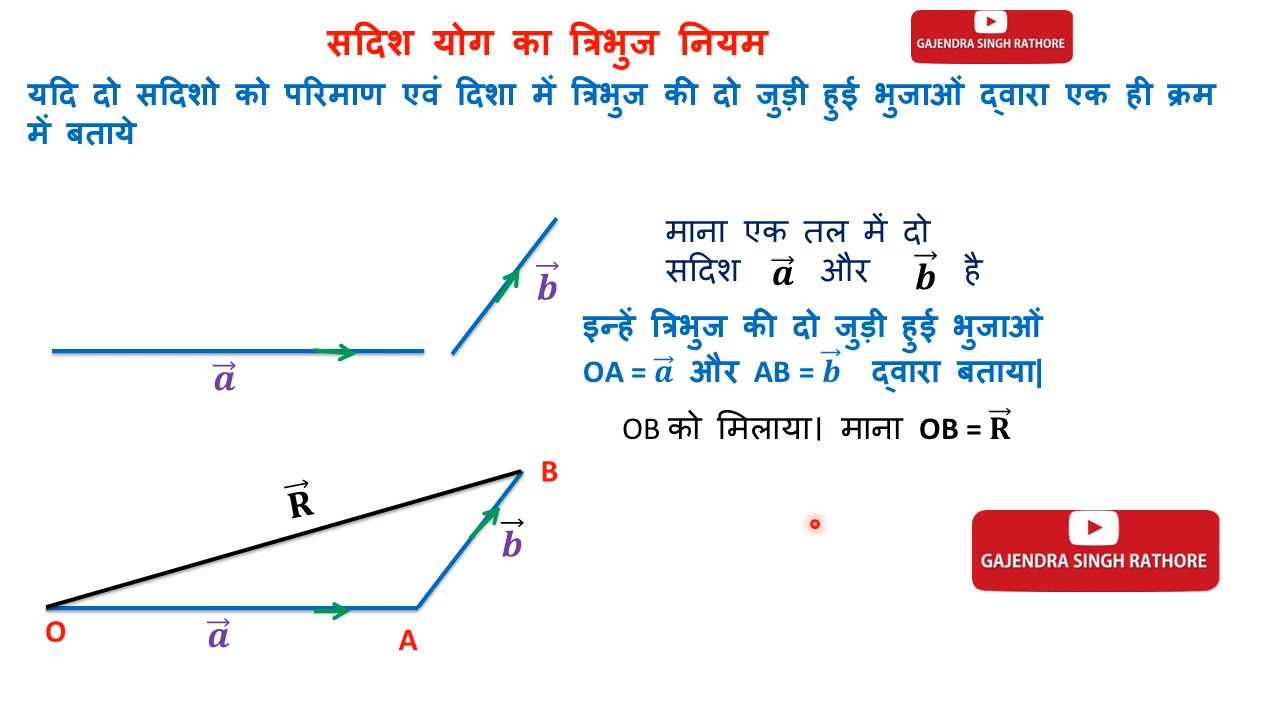 सदिश योग का त्रिभुज नियम
GAJENDRA SINGH RATHORE
यदि दो सदिशो को परिमाण एवं दिशा में त्रिभुज की दो जुड़ी हुई भुजाओं द्वारा एक ही क्रम
में बताये
माना एक तल में दो
सदिश a⃗ और b⃗ है
b⃗
a⃗
इन्हें त्रिभुज की दो जुड़ी हुई भुजाओं
OA = a⃗ और AB = b⃗ द्वारा बताया|
OB को मिलाया| माना OB = R⃗
B
R⃗
b⃗
GAJENDRA SINGH RATHORE
O
a⃗
A